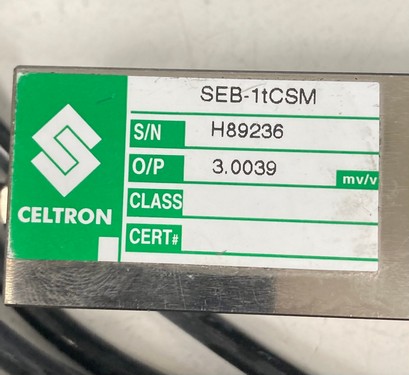 SEB-1tCSM
S/N H89236
O/P 3.0039 mv/v
CLASS
CERT#
CELTRON